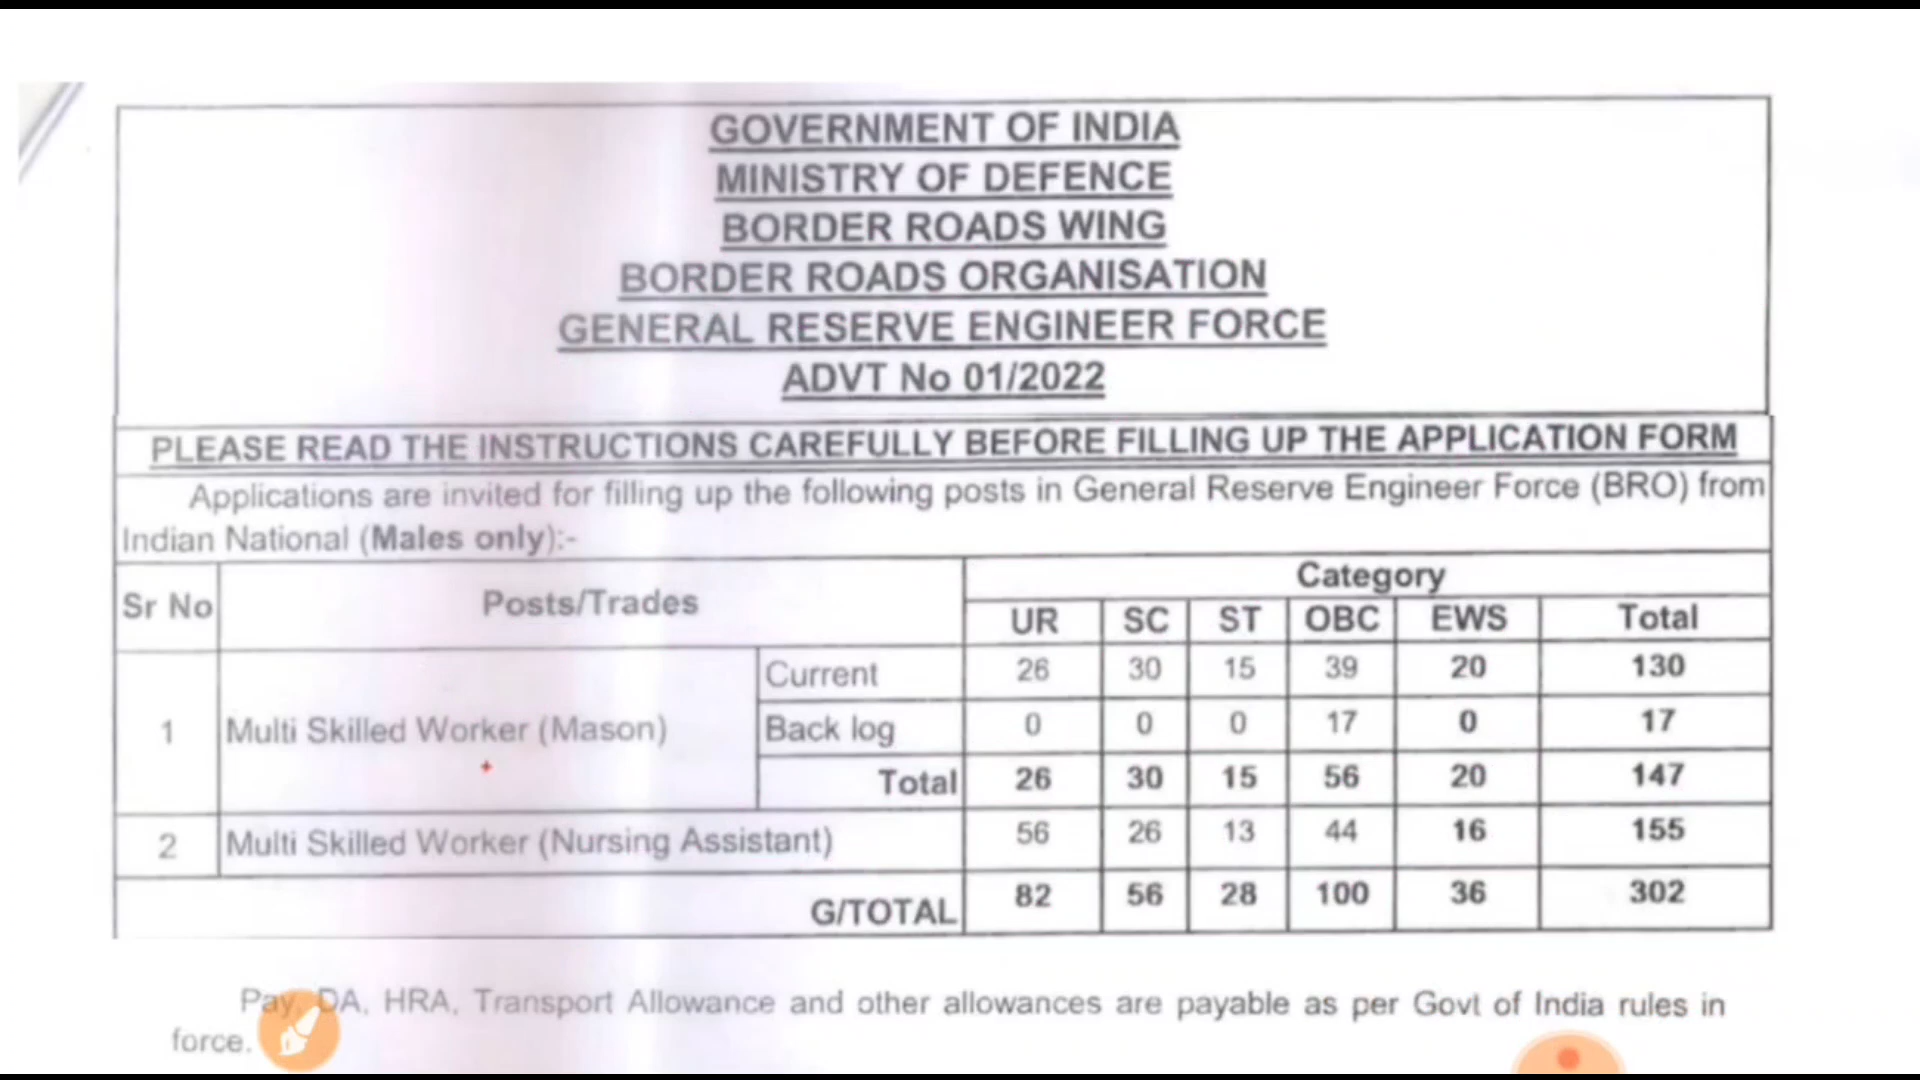 GOVERNMENT OF INDIA
MINISTRY OF DEFENCE
BORDER ROADS WING
BORDER ROADS ORGANISATION
GENERAL RESERVE ENGINEER FORCE
ADVT No 01/2022
PLEASE READ THE INSTRUCTIONS CAREFULLY BEFORE FILLING UP THE APPLICATION FORM
Applications are invited for filling up the following posts in General Reserve Engineer Force (BRO) from
Indian National (Males only):-
Sr No Posts/Trades Category
UR SC ST OBC EWS Total
1 Multi Skilled Worker (Mason) Current 26 30 15 39 20 130
Back log 0 0 0 17 0 17
Total 26 30 15 56 20 147
2 Multi Skilled Worker (Nursing Assistant) 56 26 13 44 16 155
G/TOTAL 82 56 28 100 36 302
Pay, DA, HRA, Transport Allowance and other allowances are payable as per Govt of India rules in
force.